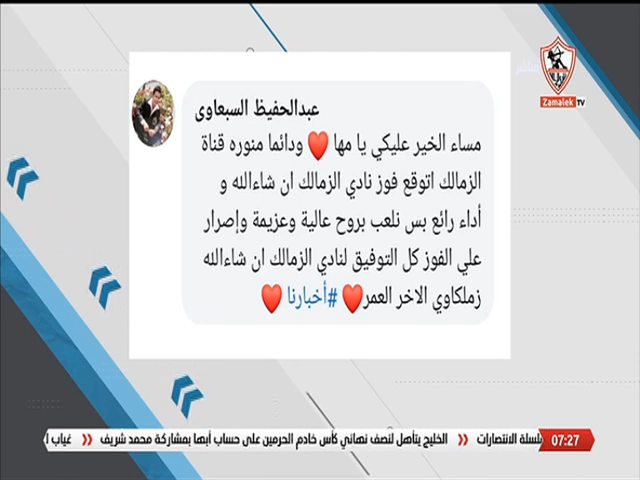 Zamalek TV
عبدالحفيظ السبعاوى
مساء الخير عليكي يا مها ❤ ودائما منوره قناة
الزمالك اتوقع فوز نادي الزمالك ان شاءالله و
أداء رائع بس نلعب بروح عالية وعزيمة وإصرار
علي الفوز كل التوفيق لنادي الزمالك ان شاءالله
زملكاوي الاخر العمر❤ #أخبارنا ❤
07:27 سلسلة الانتصارات » الخليج يتأهل لنصف نهائي كأس خادم الحرمين على حساب أبها بمشاركة محمد شريف » غياب